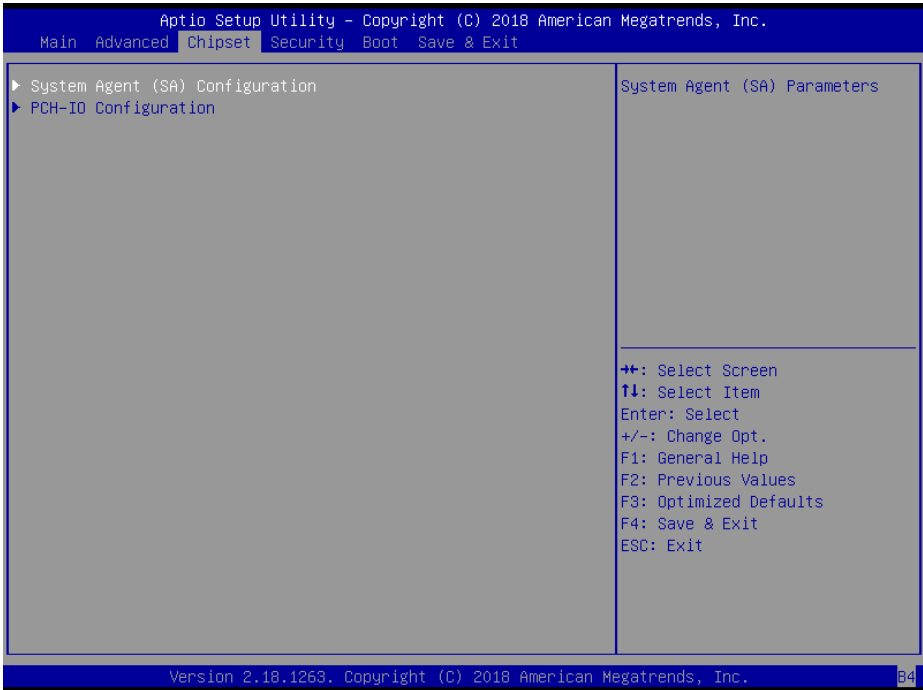 Aptio Setup Utility – Copyright (C) 2018 American Megatrends, Inc.
Main Advanced Chipset Security Boot Save & Exit
▶ System Agent (SA) Configuration
▶ PCH-IO Configuration
System Agent (SA) Parameters
→←: Select Screen
↑↓: Select Item
Enter: Select
+/-: Change Opt.
F1: General Help
F2: Previous Values
F3: Optimized Defaults
F4: Save & Exit
ESC: Exit
Version 2.18.1263. Copyright (C) 2018 American Megatrends, Inc.
B4